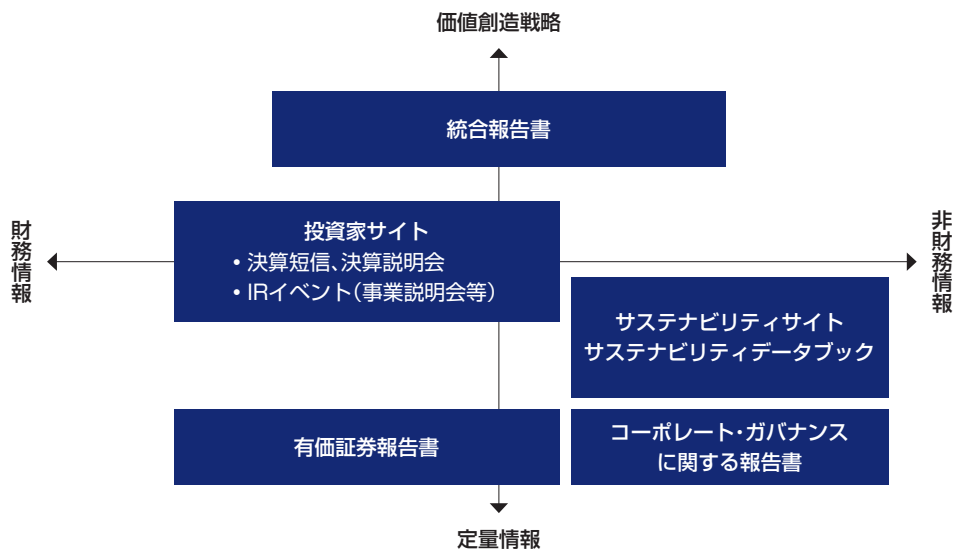 価値創造戦略
統合報告書
財務情報
投資家サイト
• 決算短信、決算説明会
• IRイベント（事業説明会等）
非財務情報
サステナビリティサイト
サステナビリティデータブック
有価証券報告書
コーポレート・ガバナンス
に関する報告書
定量情報